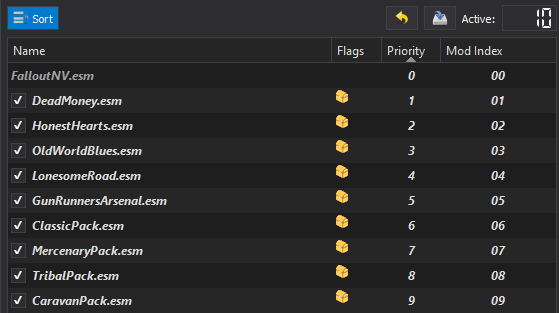 Sort Active: 10
Name Flags Priority Mod Index
FalloutNV.esm 0 00
DeadMoney.esm 1 01
HonestHearts.esm 2 02
OldWorldBlues.esm 3 03
LonesomeRoad.esm 4 04
GunRunnersArsenal.esm 5 05
ClassicPack.esm 6 06
MercenaryPack.esm 7 07
TribalPack.esm 8 08
CaravanPack.esm 9 09